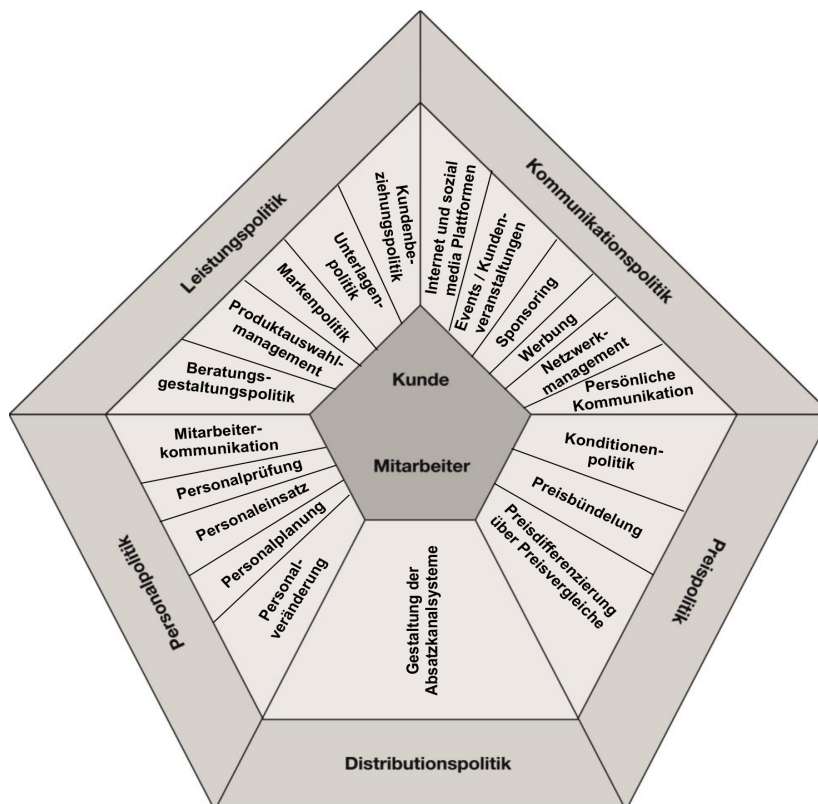 Leistungspolitik
Kundenbe-
ziehungspolitik
Unterlagen-
politik
Markenpolitik
Produktauswahl-
management
Beratungs-
gestaltungspolitik
Kommunikationspolitik
Internet und sozial
media Plattformen
Events / Kunden-
veranstaltungen
Sponsoring
Werbung
Netzwerk-
management
Persönliche
Kommunikation
Kunde
Mitarbeiter
Personalpolitik
Mitarbeiter-
kommunikation
Personalprüfung
Personaleinsatz
Personalplanung
Personal-
veränderung
Preispolitik
Konditionen-
politik
Preisbündelung
Preisdifferenzierung
über Preisvergleiche
Gestaltung der
Absatzkanalsysteme
Distributionspolitik